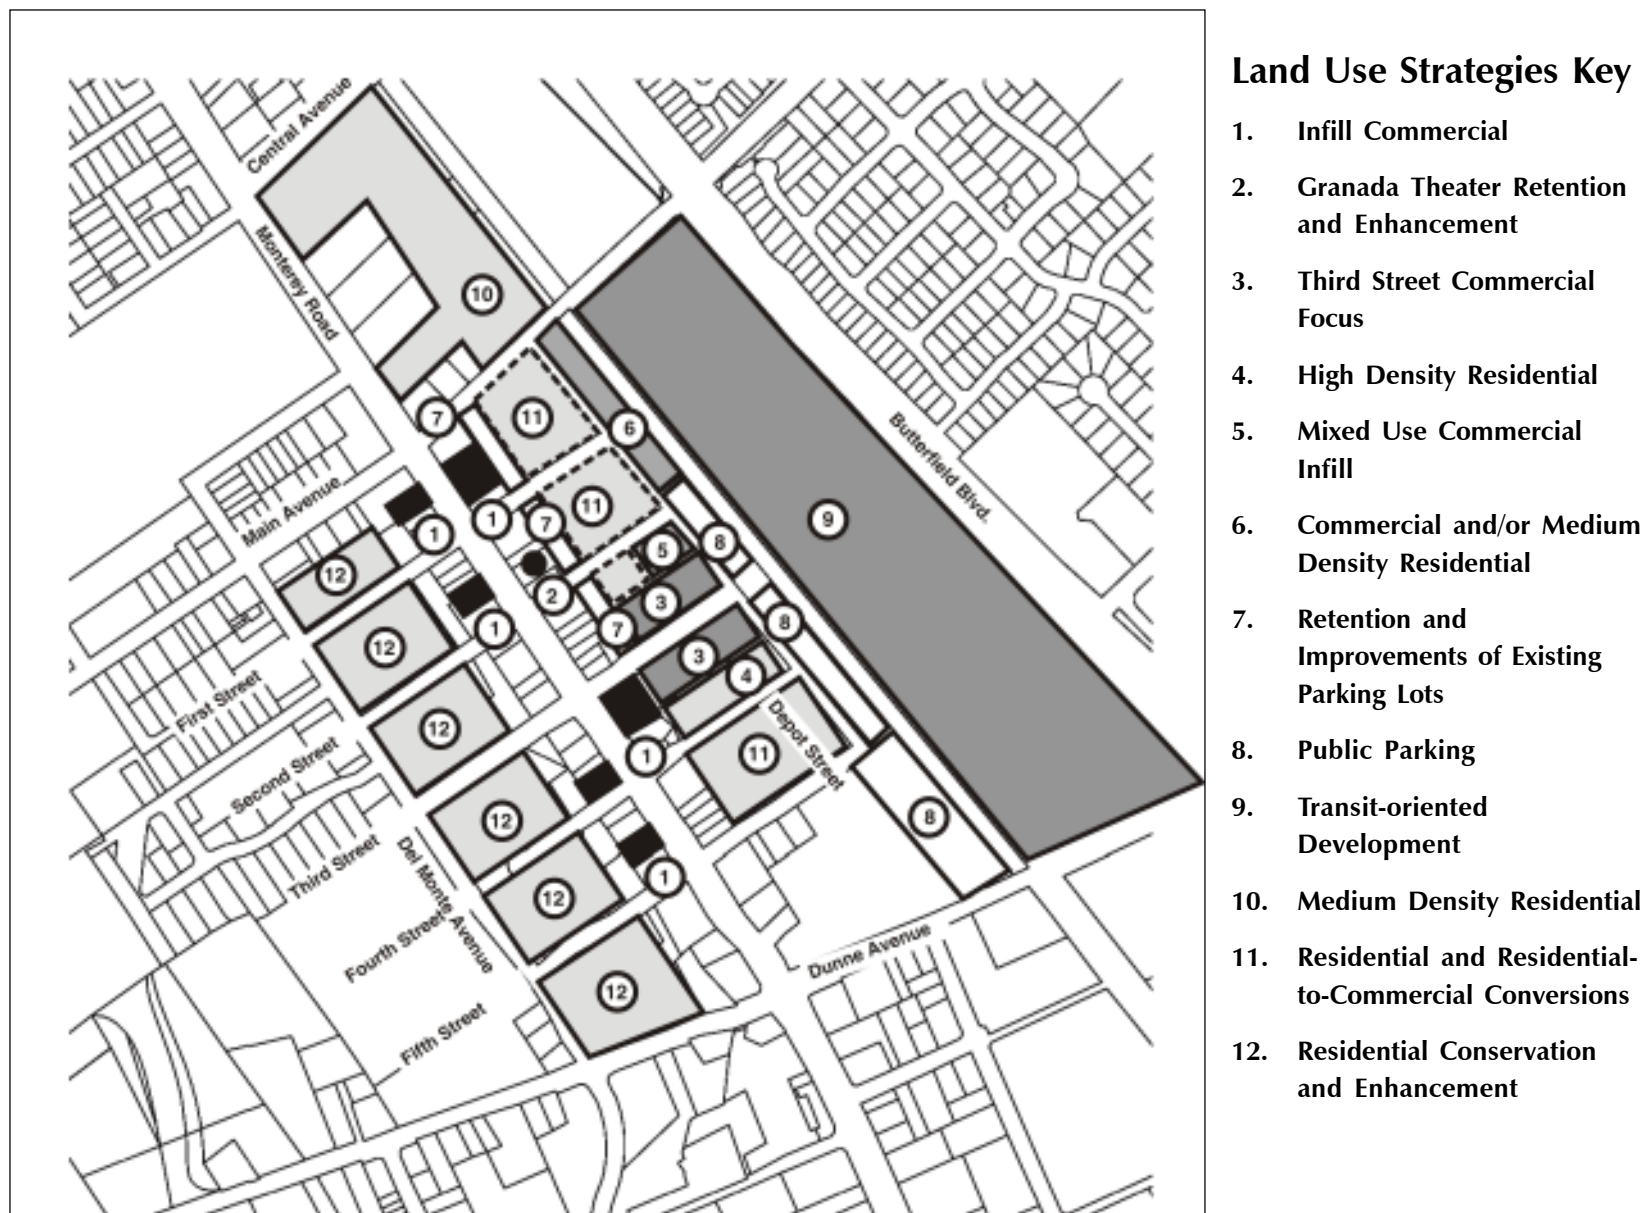 Central Avenue
Monterey Road
10
7
11
6
Butterfield Blvd.
9
1
11
7
Main Avenue
1
5
8
12
2
3
1
7
8
12
3
4
First Street
Depot Street
12
1
11
Second Street
12
8
Third Street
Del Monte Avenue
1
12
Fourth Street
Dunne Avenue
12
Fifth Street
Land Use Strategies Key
1. Infill Commercial
2. Granada Theater Retention
and Enhancement
3. Third Street Commercial
Focus
4. High Density Residential
5. Mixed Use Commercial
Infill
6. Commercial and/or Medium
Density Residential
7. Retention and
Improvements of Existing
Parking Lots
8. Public Parking
9. Transit-oriented
Development
10. Medium Density Residential
11. Residential and Residential-
to-Commercial Conversions
12. Residential Conservation
and Enhancement